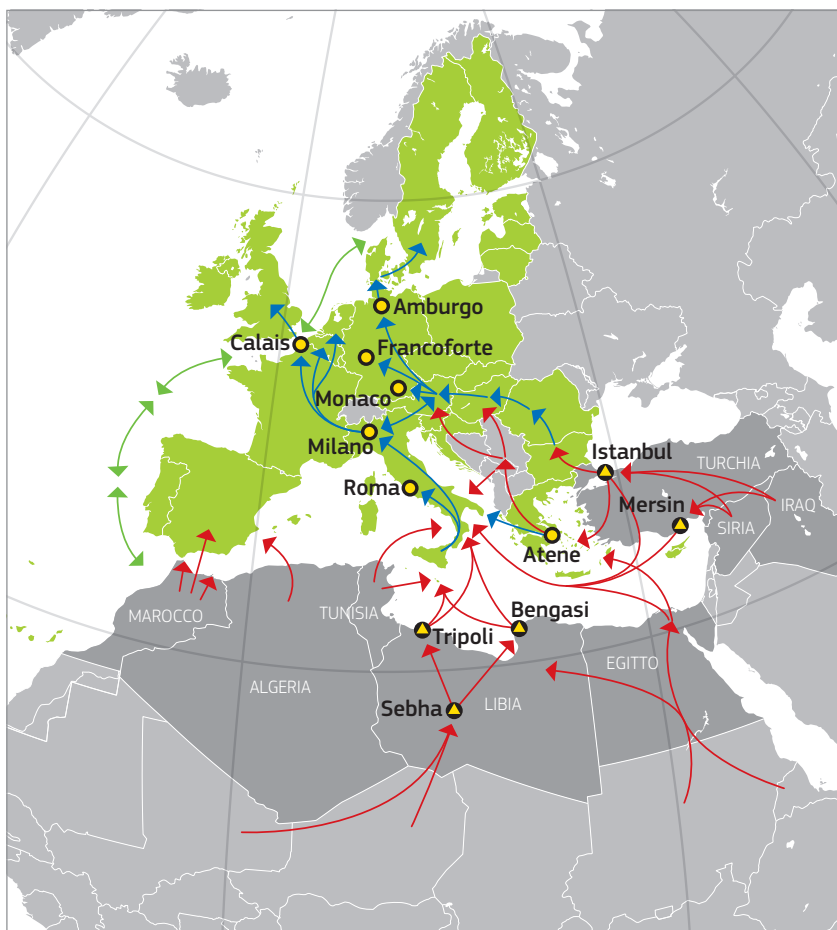 Amburgo
Calais
Francoforte
Monaco
Milano
Istanbul
TURCHIA
Roma
Mersin
IRAQ
SIRIA
Atene
MAROCCO
TUNISIA
Bengasi
Tripoli
EGITTO
ALGERIA
Sebha
LIBIA